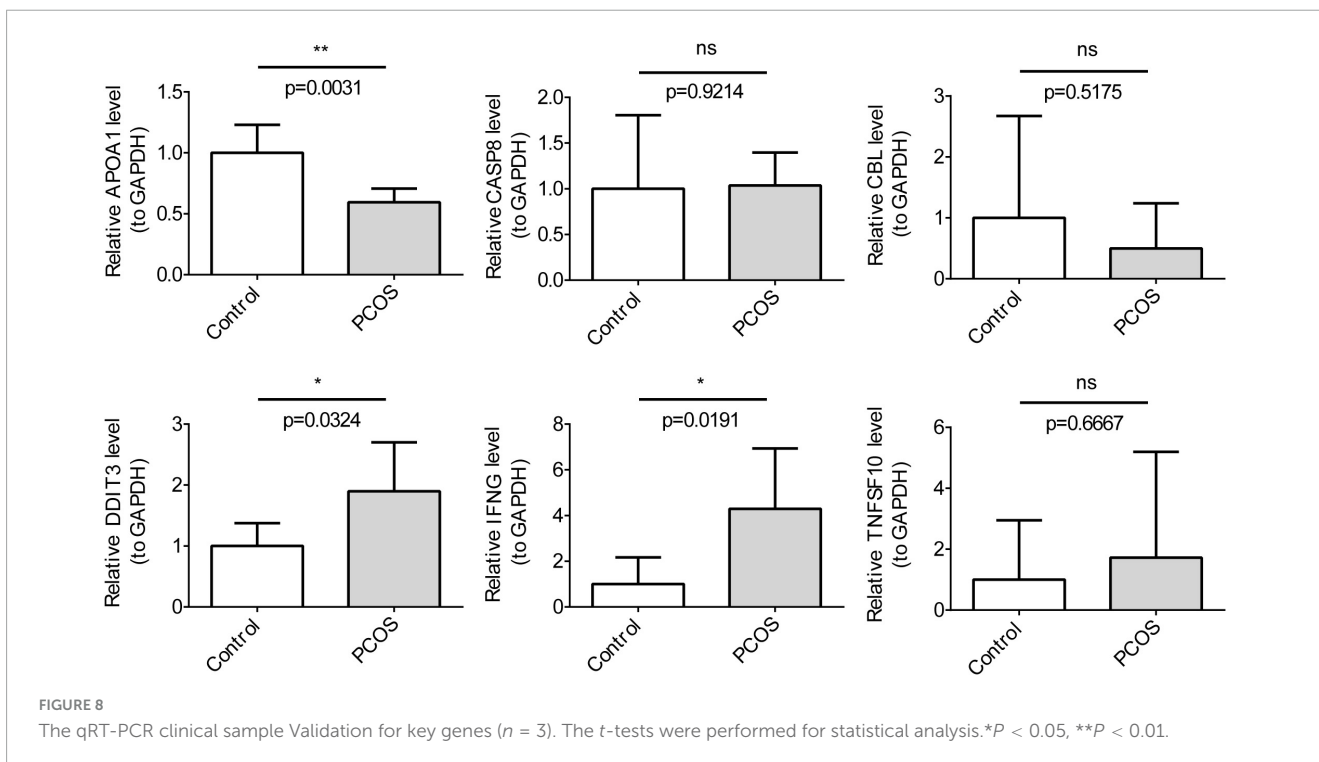 **
p=0.0031
Relative APOA1 level
(to GAPDH)
1.5
1.0
0.5
0.0
Control
PCOS
ns
p=0.9214
Relative CASP8 level
(to GAPDH)
2.0
1.5
1.0
0.5
0.0
Control
PCOS
ns
p=0.5175
Relative CBL level
(to GAPDH)
3
2
1
0
Control
PCOS
*
p=0.0324
Relative DDIT3 level
(to GAPDH)
3
2
1
0
Control
PCOS
*
p=0.0191
Relative IFNG level
(to GAPDH)
8
6
4
2
0
Control
PCOS
ns
p=0.6667
Relative TNFSF10 level
(to GAPDH)
6
4
2
0
Control
PCOS
FIGURE 8
The qRT-PCR clinical sample Validation for key genes (n = 3). The t-tests were performed for statistical analysis.*P < 0.05, **P < 0.01.